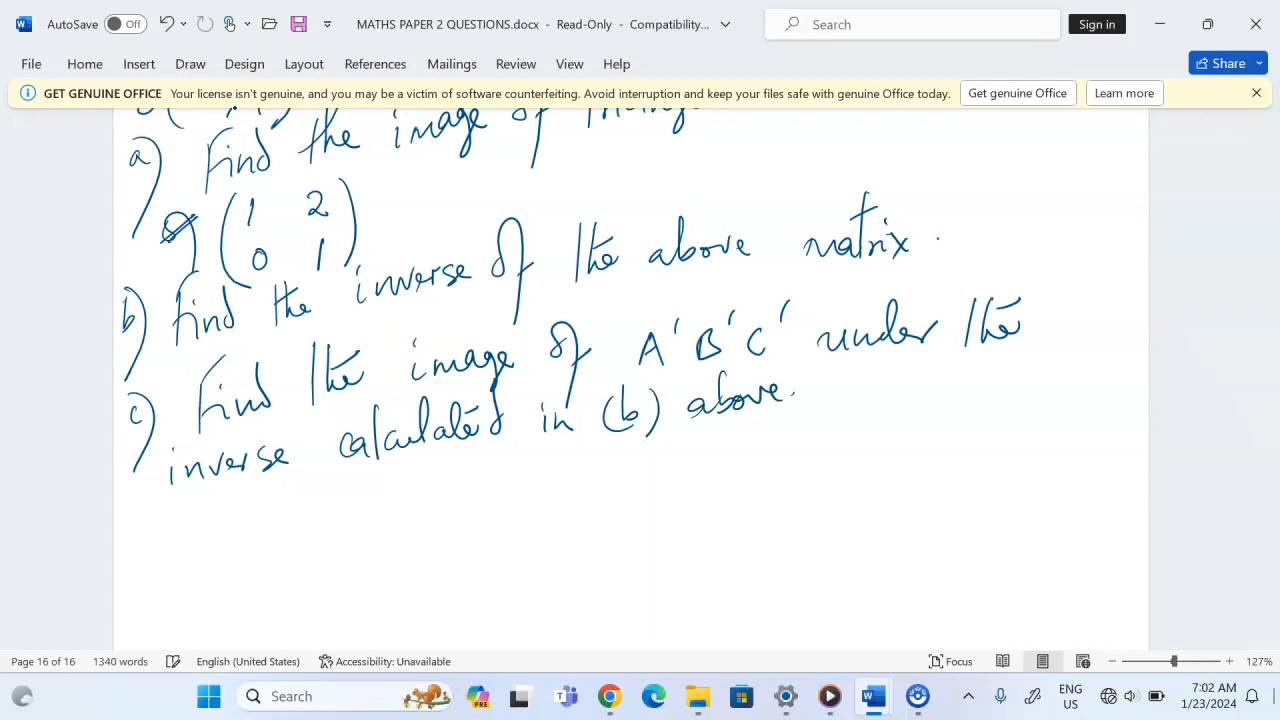 AutoSave Off MATHS PAPER 2 QUESTIONS.docx - Read-Only - Compatibility... Search Sign in
File Home Insert Draw Design Layout References Mailings Review View Help Share
GET GENUINE OFFICE Your license isn't genuine, and you may be a victim of software counterfeiting. Avoid interruption and keep your files safe with genuine Office today. Get genuine Office Learn more
a) Find the image of
(1 2
0 1)
b) Find the inverse of the above matrix.
c) Find the image of A' B' C' under the
inverse calculated in (b) above.
Page 16 of 16 1340 words English (United States) Accessibility: Unavailable Focus 127%
Search PRE ENG US 7:02 AM 1/23/2024